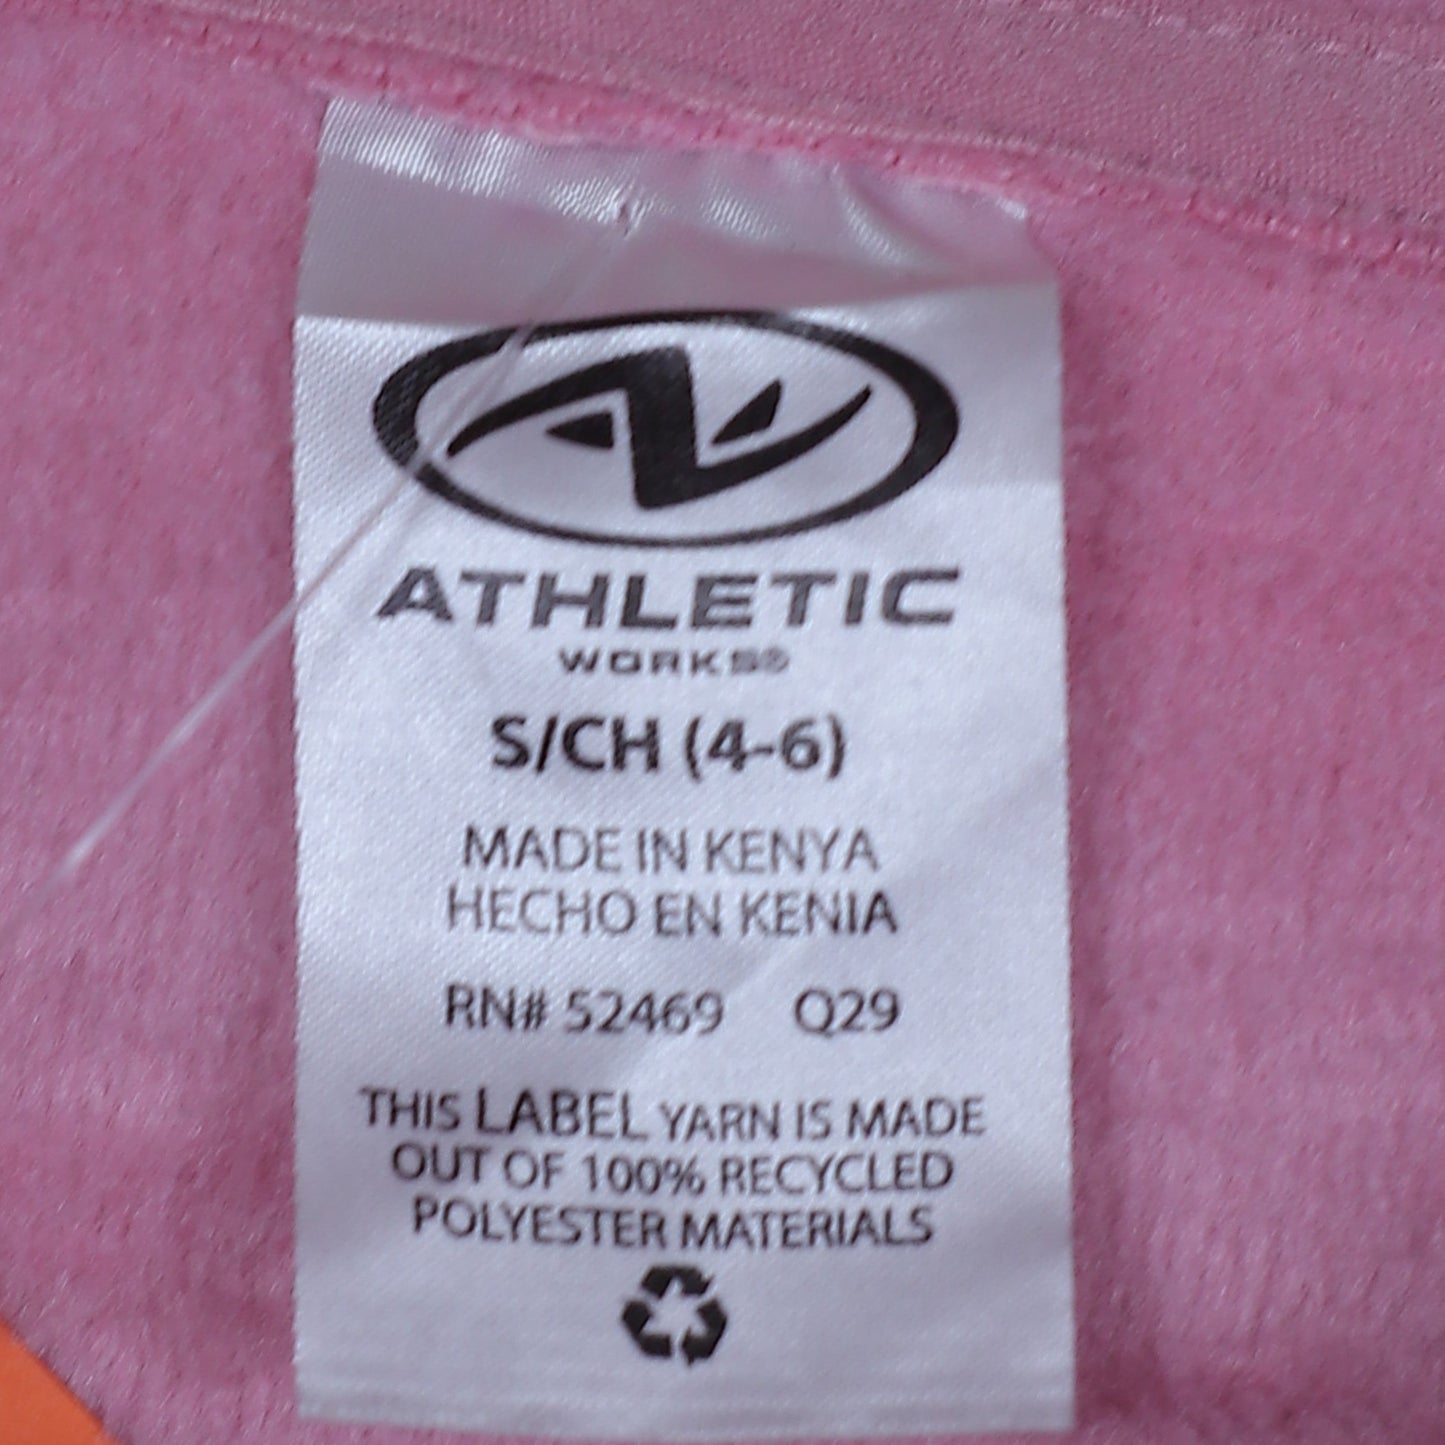 ATHLETIC
WORKS®
S/CH (4-6)
MADE IN KENYA
HECHO EN KENIA
RN# 52469 Q29
THIS LABEL YARN IS MADE
OUT OF 100% RECYCLED
POLYESTER MATERIALS